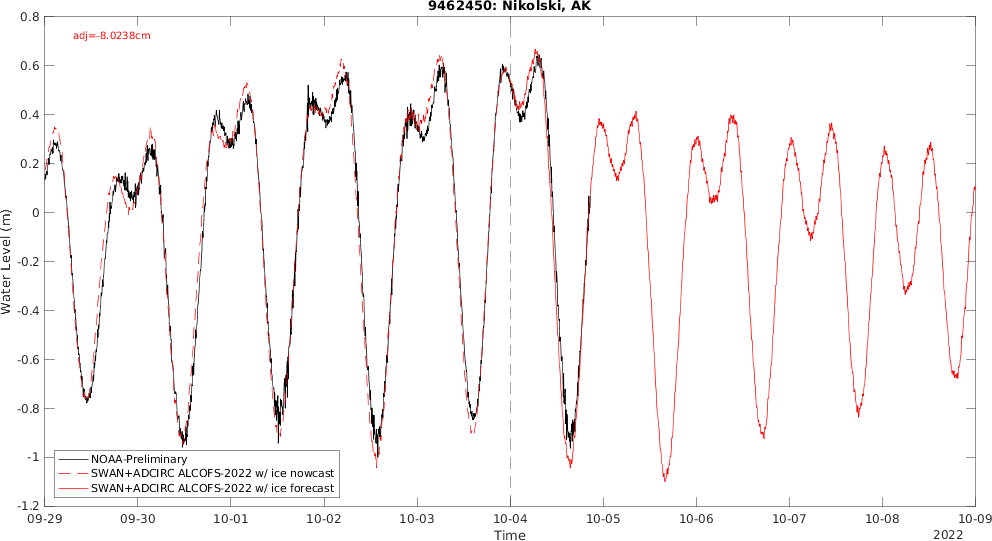 9462450: Nikolski, AK
adj=-8.0238cm
0.8
0.6
0.4
0.2
0
-0.2
-0.4
-0.6
-0.8
-1
-1.2
Water Level (m)
NOAA-Preliminary
SWAN+ADCIRC ALCOFS-2022 w/ ice nowcast
SWAN+ADCIRC ALCOFS-2022 w/ ice forecast
09-29 09-30 10-01 10-02 10-03 10-04 10-05 10-06 10-07 10-08 10-09
Time
2022